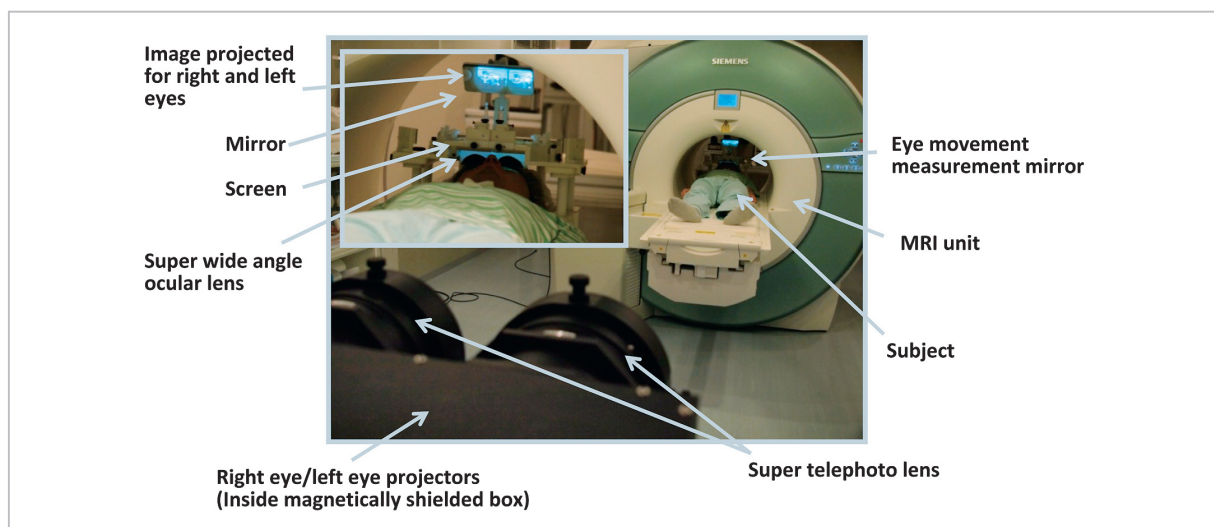 Image projected
for right and left
eyes
Mirror
Screen
Super wide angle
ocular lens
SIEMENS
Eye movement
measurement mirror
MRI unit
Subject
Super telephoto lens
Right eye/left eye projectors
(Inside magnetically shielded box)